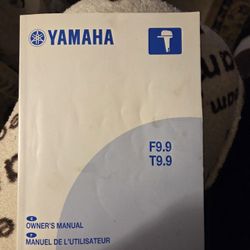 YAMAHA
F9.9
T9.9
E
OWNER'S MANUAL
F
MANUEL DE L'UTILISATEUR